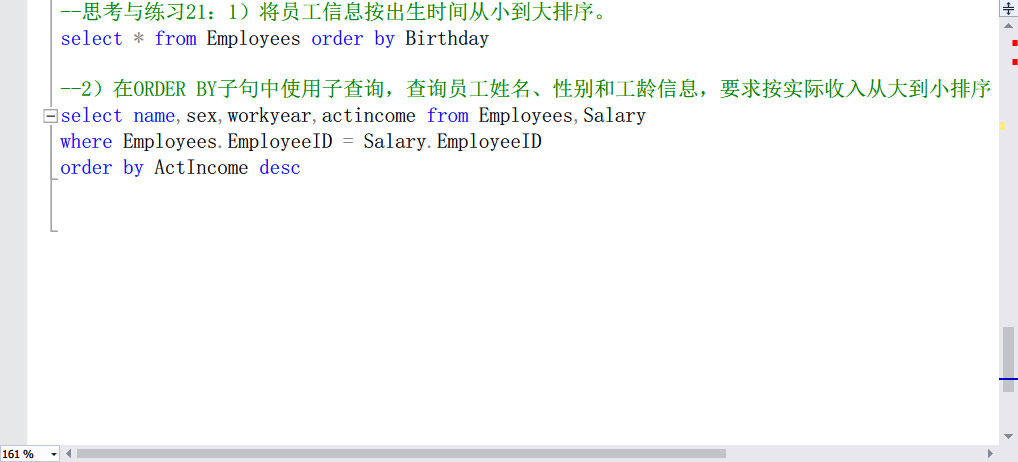 --思考与练习21：1）将员工信息按出生时间从小到大排序。
select * from Employees order by Birthday
--2）在ORDER BY子句中使用子查询，查询员工姓名、性别和工龄信息，要求按实际收入从大到小排序
select name,sex,workyear,actincome from Employees,Salary
where Employees.EmployeeID = Salary.EmployeeID
order by ActIncome desc
161 %